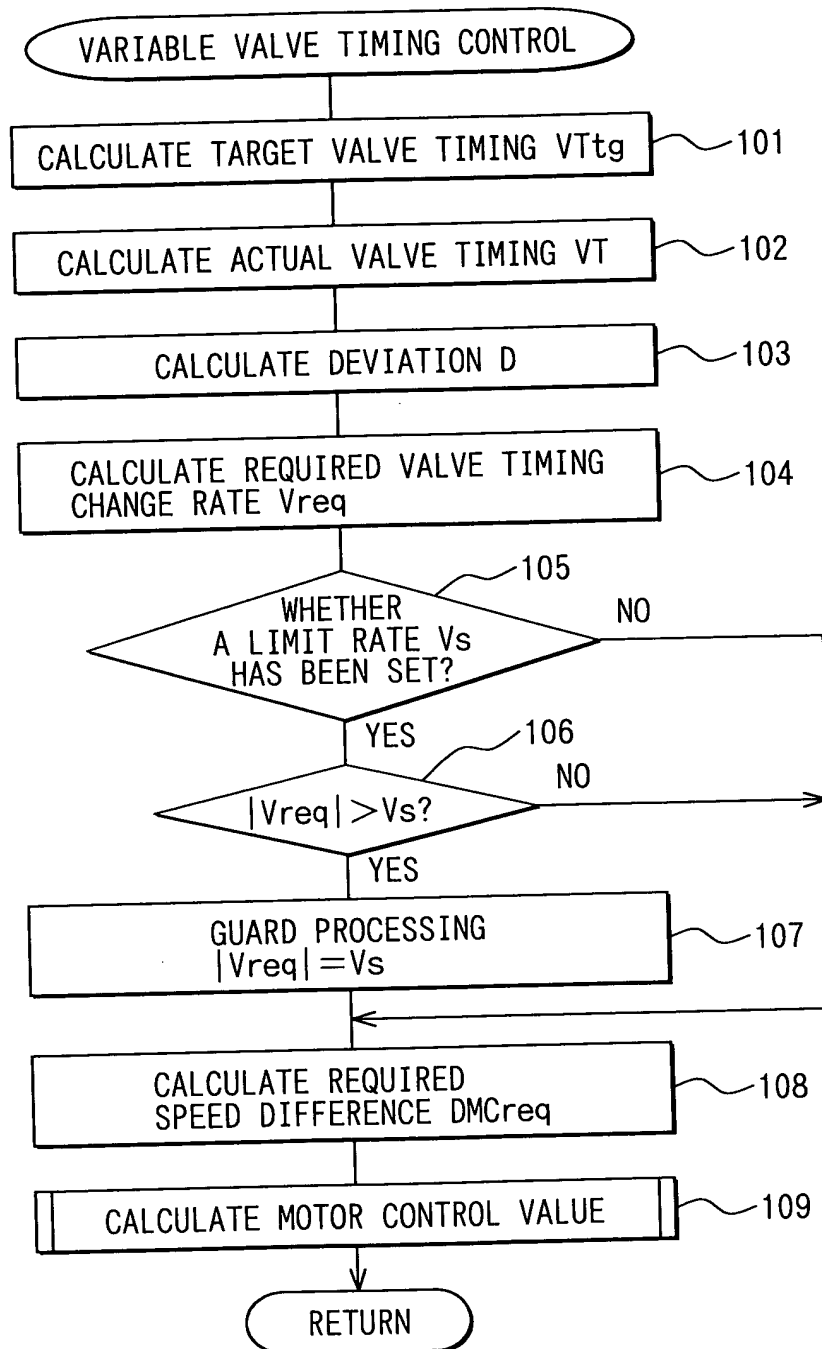 VARIABLE VALVE TIMING CONTROL
CALCULATE TARGET VALVE TIMING VTtg
101
CALCULATE ACTUAL VALVE TIMING VT
102
CALCULATE DEVIATION D
103
CALCULATE REQUIRED VALVE TIMING
CHANGE RATE Vreq
104
105
WHETHER
A LIMIT RATE Vs
HAS BEEN SET?
NO
YES
106
|Vreq|>Vs?
NO
YES
GUARD PROCESSING
|Vreq|=Vs
107
CALCULATE REQUIRED
SPEED DIFFERENCE DMCreq
108
CALCULATE MOTOR CONTROL VALUE
109
RETURN